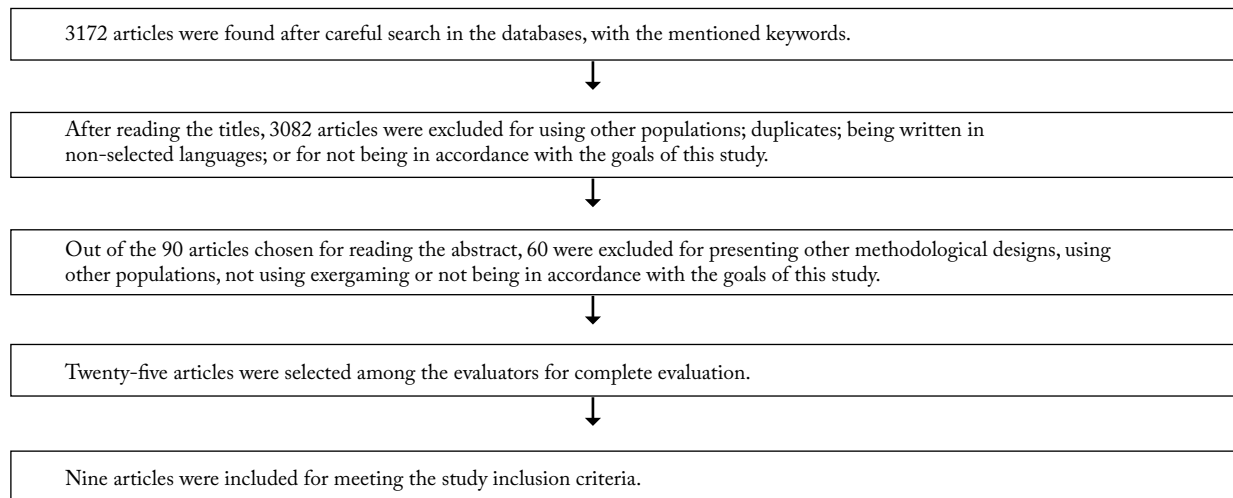 3172 articles were found after careful search in the databases, with the mentioned keywords.
After reading the titles, 3082 articles were excluded for using other populations; duplicates; being written in
non-selected languages; or for not being in accordance with the goals of this study.
Out of the 90 articles chosen for reading the abstract, 60 were excluded for presenting other methodological designs, using
other populations, not using exergaming or not being in accordance with the goals of this study.
Twenty-five articles were selected among the evaluators for complete evaluation.
Nine articles were included for meeting the study inclusion criteria.